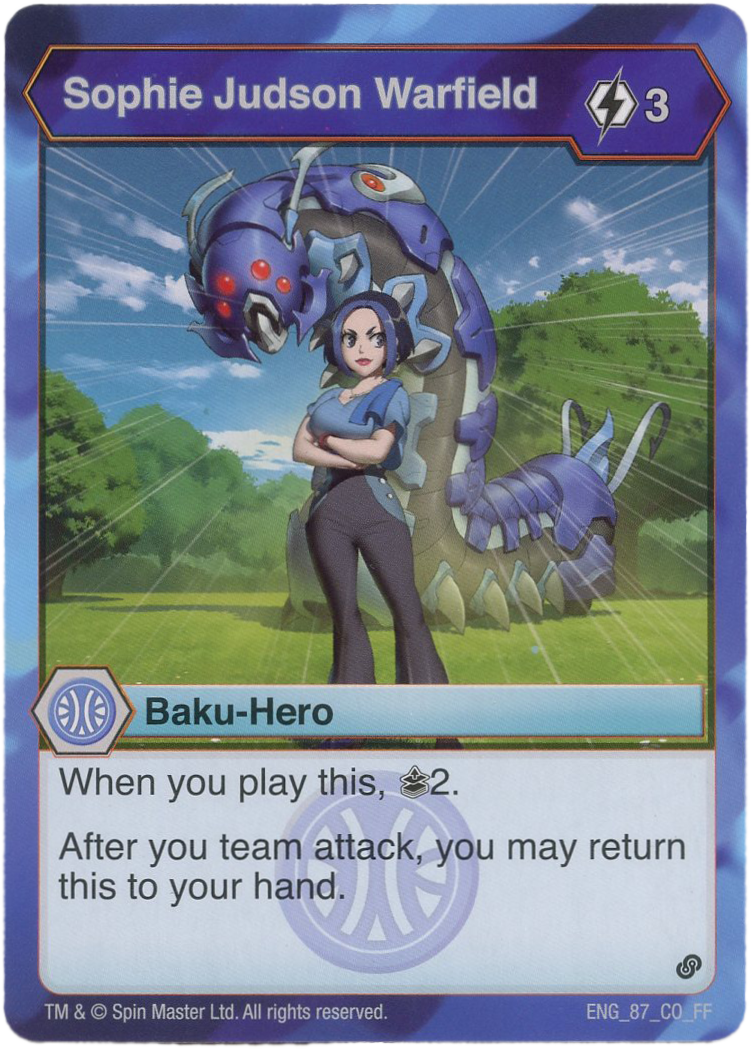 Sophie Judson Warfield 3
Baku-Hero
When you play this, 2.
After you team attack, you may return
this to your hand.
TM & © Spin Master Ltd. All rights reserved. ENG_87_CO_FF